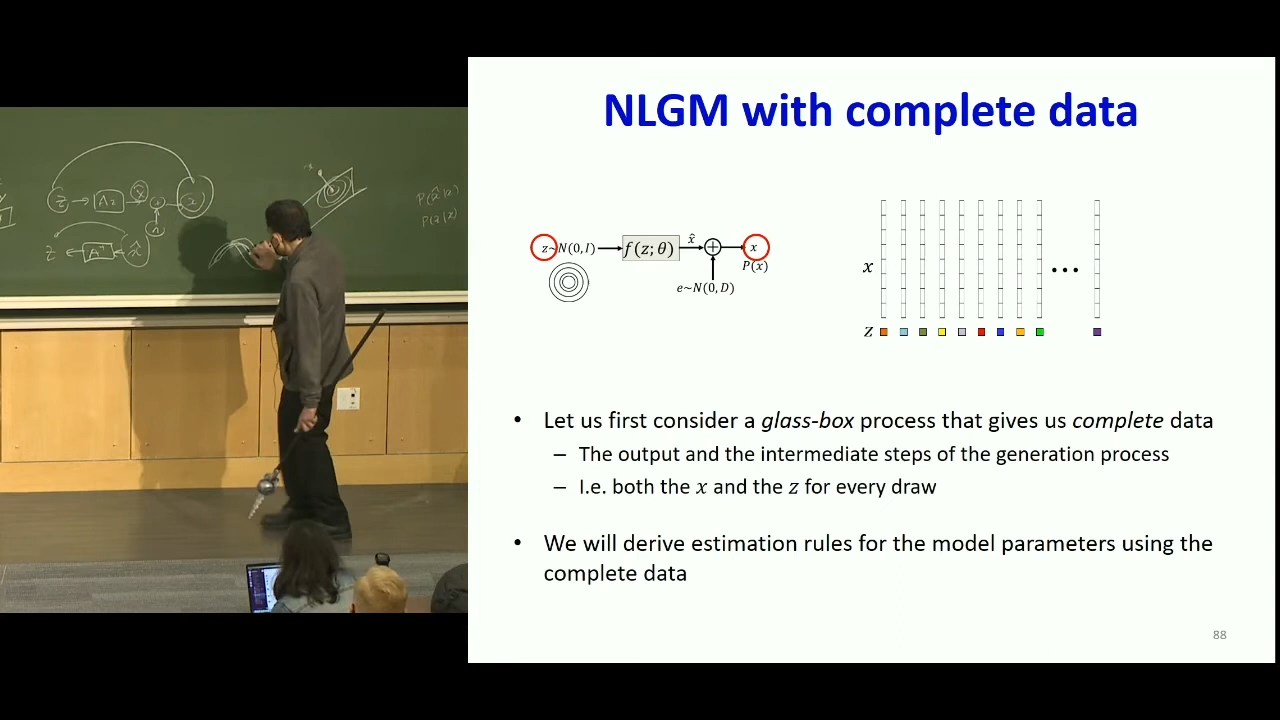 NLGM with complete data
z~N(0, I) f(z; θ) x̂ x
P(x)
e~N(0, D)
x ...
z
• Let us first consider a glass-box process that gives us complete data
– The output and the intermediate steps of the generation process
– I.e. both the x and the z for every draw
• We will derive estimation rules for the model parameters using the
complete data
88